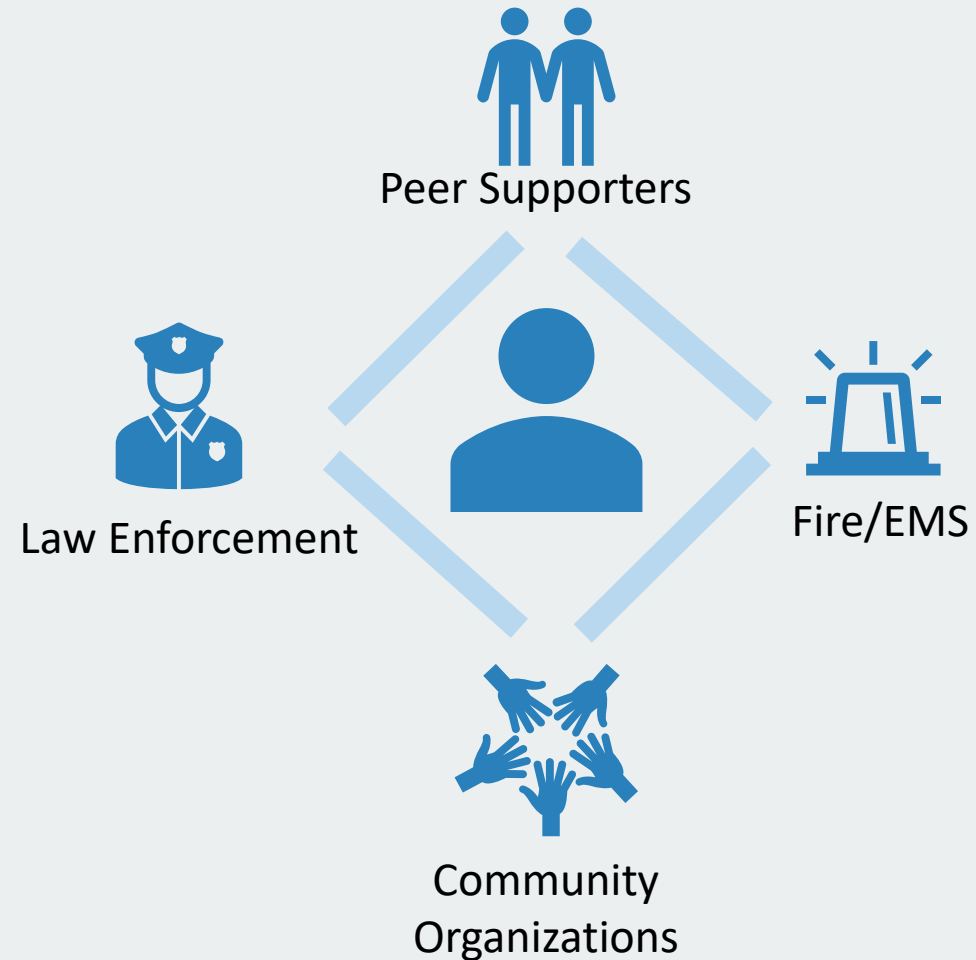 Peer Supporters
Law Enforcement
Fire/EMS
Community
Organizations